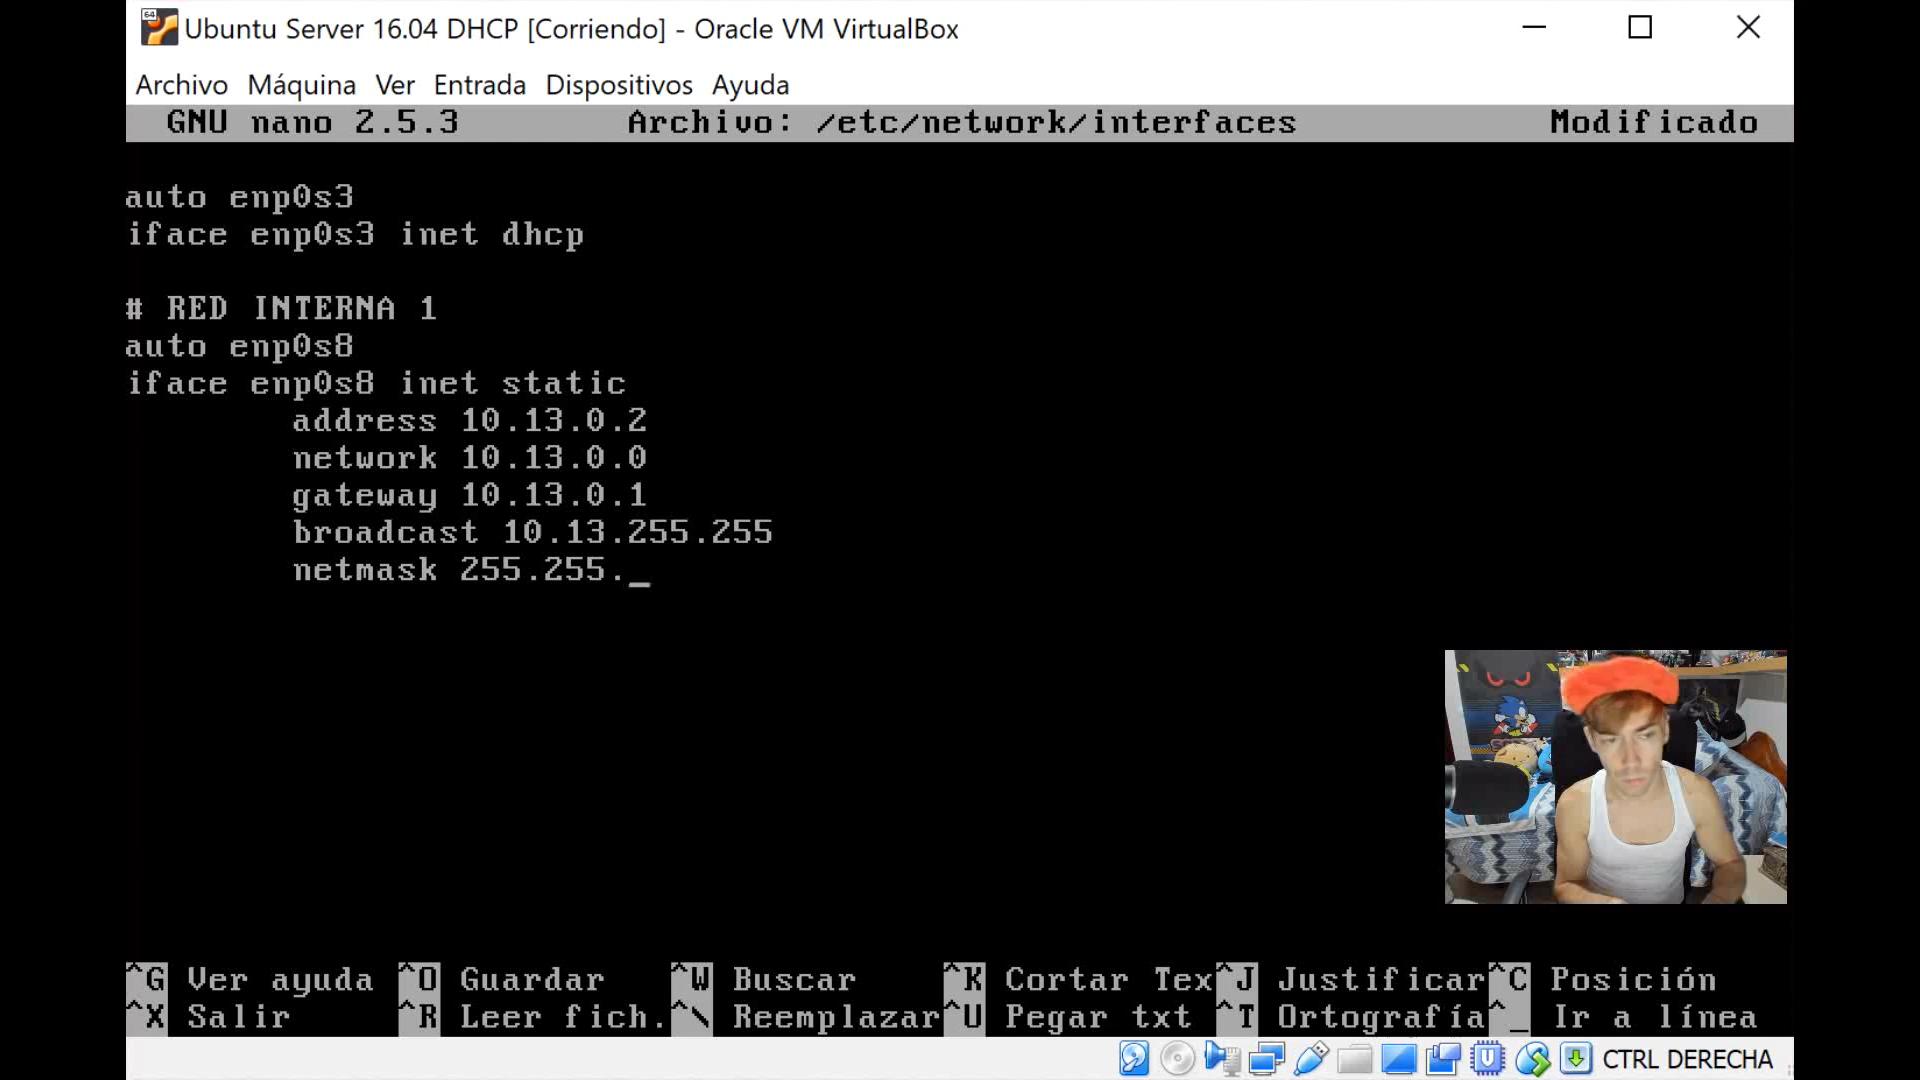 64
Ubuntu Server 16.04 DHCP [Corriendo] - Oracle VM VirtualBox
Archivo Máquina Ver Entrada Dispositivos Ayuda
GNU nano 2.5.3 Archivo: /etc/network/interfaces Modificado
auto enp0s3
iface enp0s3 inet dhcp
# RED INTERNA 1
auto enp0s8
iface enp0s8 inet static
address 10.13.0.2
network 10.13.0.0
gateway 10.13.0.1
broadcast 10.13.255.255
netmask 255.255._
^G Ver ayuda ^O Guardar ^W Buscar ^K Cortar Tex ^J Justificar ^C Posición
^X Salir ^R Leer fich. ^\ Reemplazar ^U Pegar txt ^T Ortografía ^_ Ir a línea
CTRL DERECHA